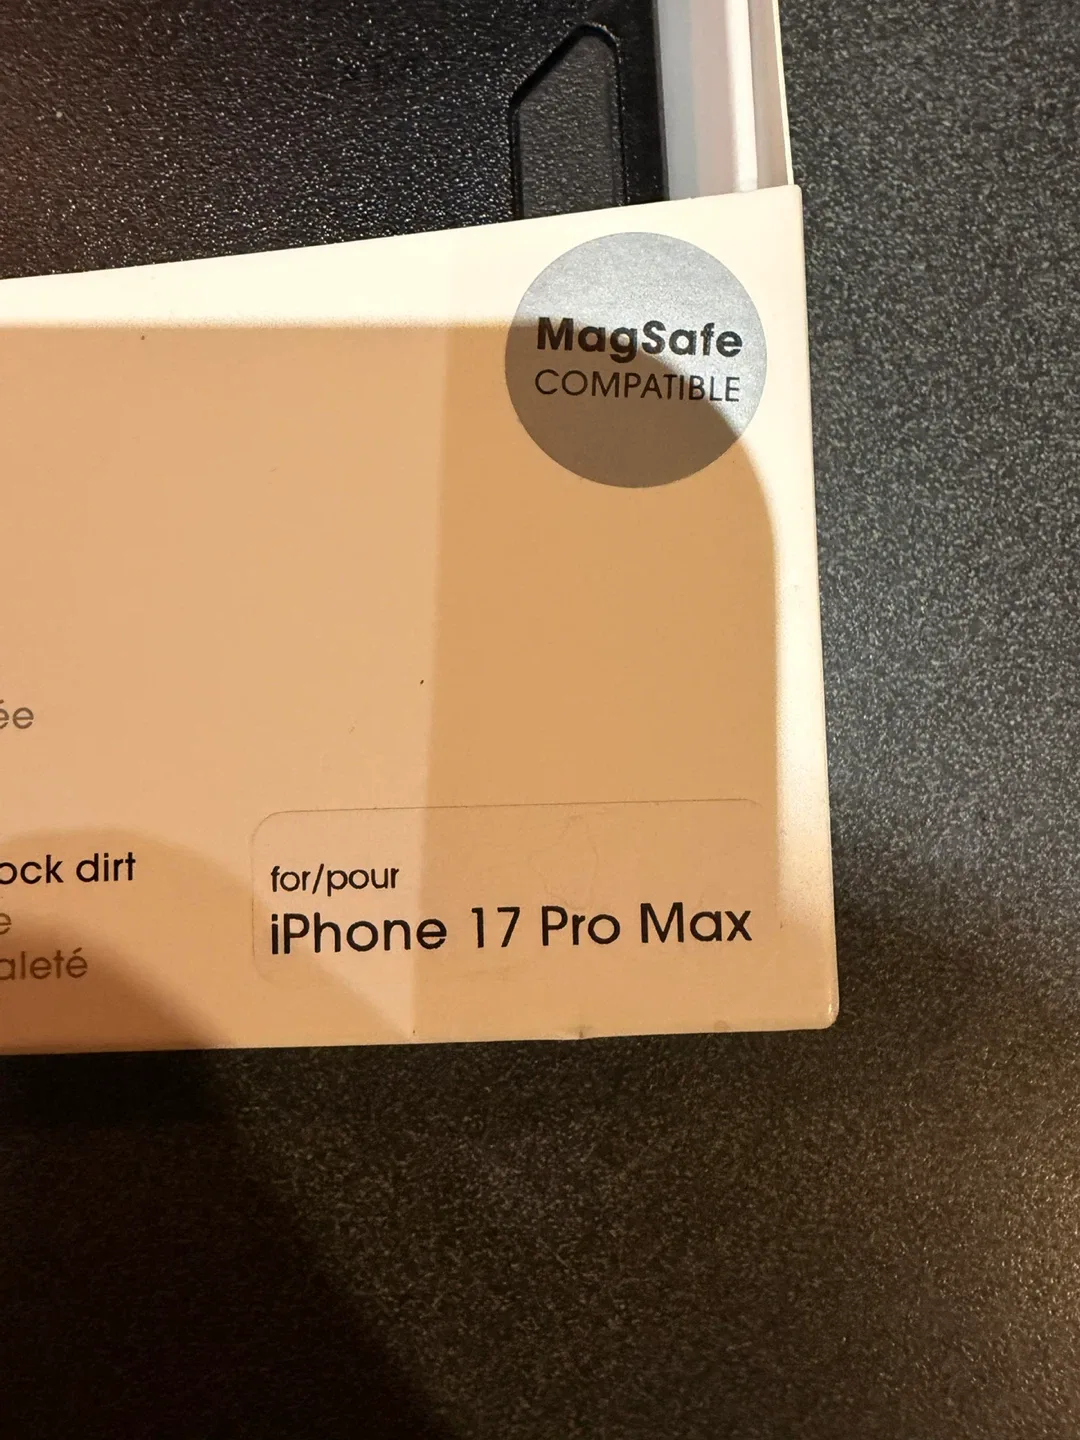 MagSafe
COMPATIBLE
ée
ock dirt
e
aleté
for/pour
iPhone 17 Pro Max